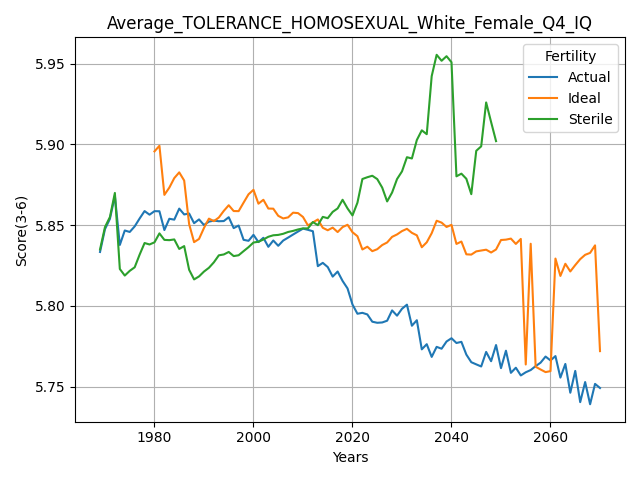 Average_TOLERANCE_HOMOSEXUAL_White_Female_Q4_IQ
Fertility
Actual
Ideal
Sterile
Score(3-6)
5.95
5.90
5.85
5.80
5.75
1980
2000
2020
2040
2060
Years